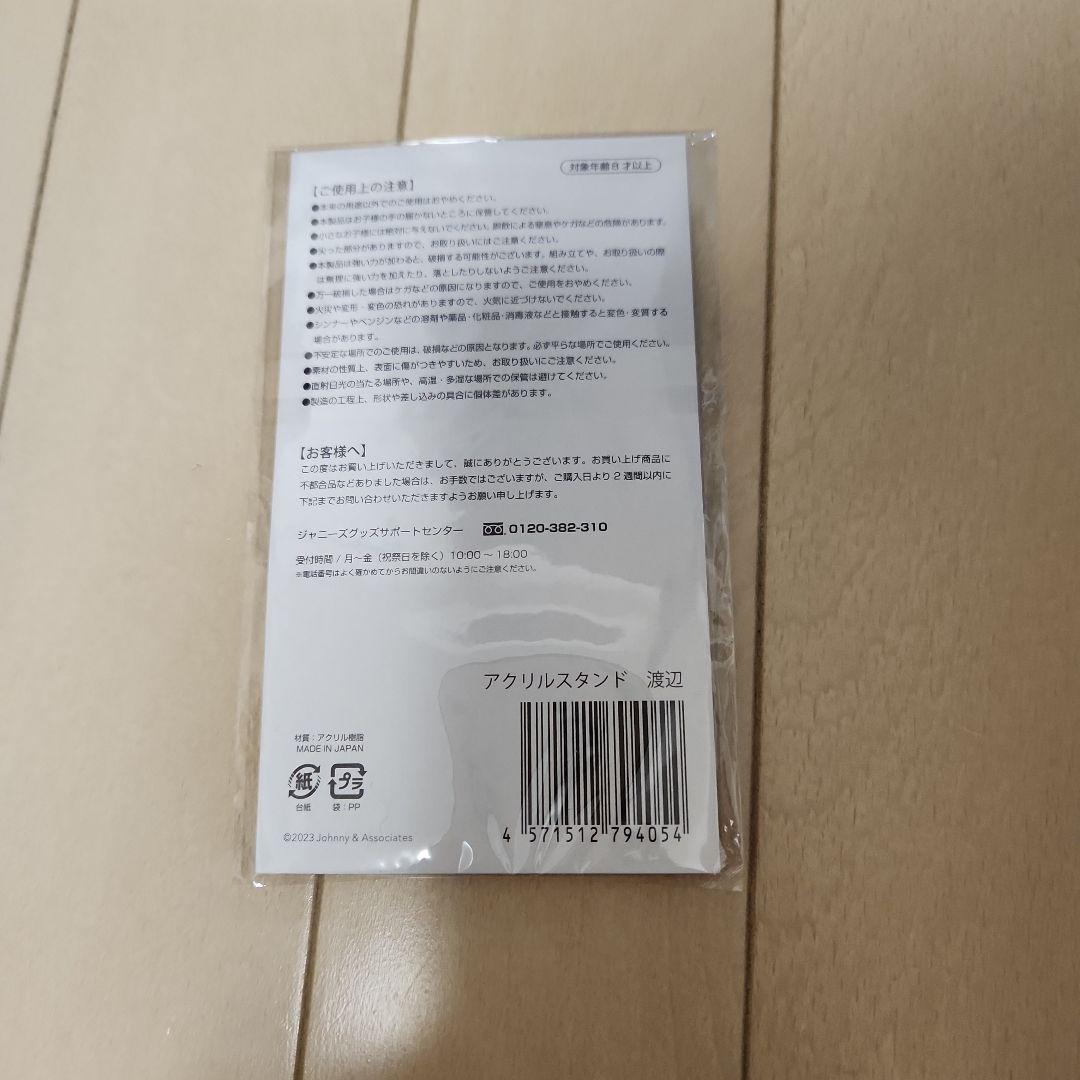 対象年齢8才以上
【ご使用上の注意】
●本来の用途以外でのご使用はおやめください。
●本製品はお子様の手の届かないところに保管してください。
●小さなお子様には絶対に与えないでください。誤飲による窒息やケガなどの危険があります。
●尖った部分がありますので、お取り扱いにはご注意ください。
●本製品は強い力が加わると、破損する可能性がございます。組み立てや、お取り扱いの際
は無理に強い力を加えたり、落としたりしないようご注意ください。
●万一破損した場合はケガなどの原因になりますので、ご使用をおやめください。
●火災や変形・変色の恐れがありますので、火気に近づけないでください。
●シンナーやベンジンなどの溶剤や薬品・化粧品・消毒液などと接触すると変色・変質する
場合があります。
●不安定な場所でのご使用は、破損などの原因となります。必ず平らな場所でご使用ください。
●素材の性質上、表面に傷がつきやすいため、お取り扱いにご注意ください。
●直射日光の当たる場所や、高温・多湿な場所での保管は避けてください。
●製造の工程上、形状や差し込みの具合に個体差があります。
【お客様へ】
この度はお買い上げいただきまして、誠にありがとうございます。お買い上げ商品に
不都合品などありました場合は、お手数ではございますが、ご購入日より2週間以内に
下記までお問い合わせいただきますようお願い申し上げます。
ジャニーズグッズサポートセンター 0120-382-310
受付時間 / 月〜金（祝祭日を除く）10:00 〜 18:00
※電話番号はよく確かめてからお間違いのないようにご注意ください。
アクリルスタンド 渡辺
材質：アクリル樹脂
MADE IN JAPAN
紙 プラ
台紙 袋：PP
©2023 Johnny & Associates
4 571512 794054